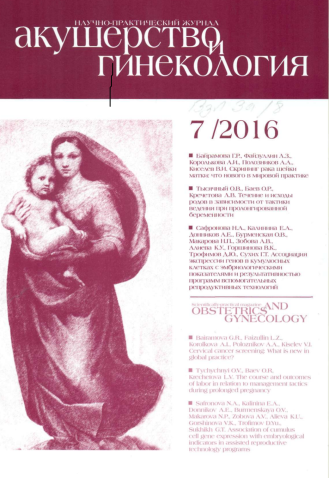 НАУЧНО-ПРАКТИЧЕСКИЙ ЖУРНАЛ
акушерство
и
гинекология
7 /2016
Байрамова Г.Р., Файзуллин Л.З.,
Королькова А.И., Полозников А.А.,
Киселев В.И. Скрининг рака шейки
матки: что нового в мировой практике
Тысячный О.В., Баев О.Р.,
Кречетова Л.В. Течение и исходы
родов в зависимости от тактики
ведения при пролонгированной
беременности
Сафронова Н.А., Калинина Е.А.,
Донников А.Е., Бурменская О.В.,
Макарова Н.П., Зобова А.В.,
Алиева К.У., Горшинова В.К.,
Трофимов Д.Ю., Сухих Г.Т. Ассоциация
экспрессии генов в кумулюсных
клетках с эмбриологическими
показателями и результативностью
программ вспомогательных
репродуктивных технологий
AND
OBSTETRICS
GYNECOLOGY
Bairamova G.R., Faizullin L.Z.,
Korolkova A.I., Poloznikov A.A., Kiselev V.I.
Cervical cancer screening: What is new in
global practice?
Tychnyi O.V., Baev O.R.
Krechetova L.V. The course and outcomes
of labor in relation to management tactics
during prolonged pregnancy
Safronova N.A., Kalinina E.A.,
Donnikov A.E., Burmenskaya O.V.,
Makarova N.P., Zobova A.V., Alieva K.U.,
Gorshinova V.K., Trofimov D.Yu.,
Sukhikh G.T. Association of cumulus
cell gene expression with embryological
indicators in assisted reproductive
technology programs